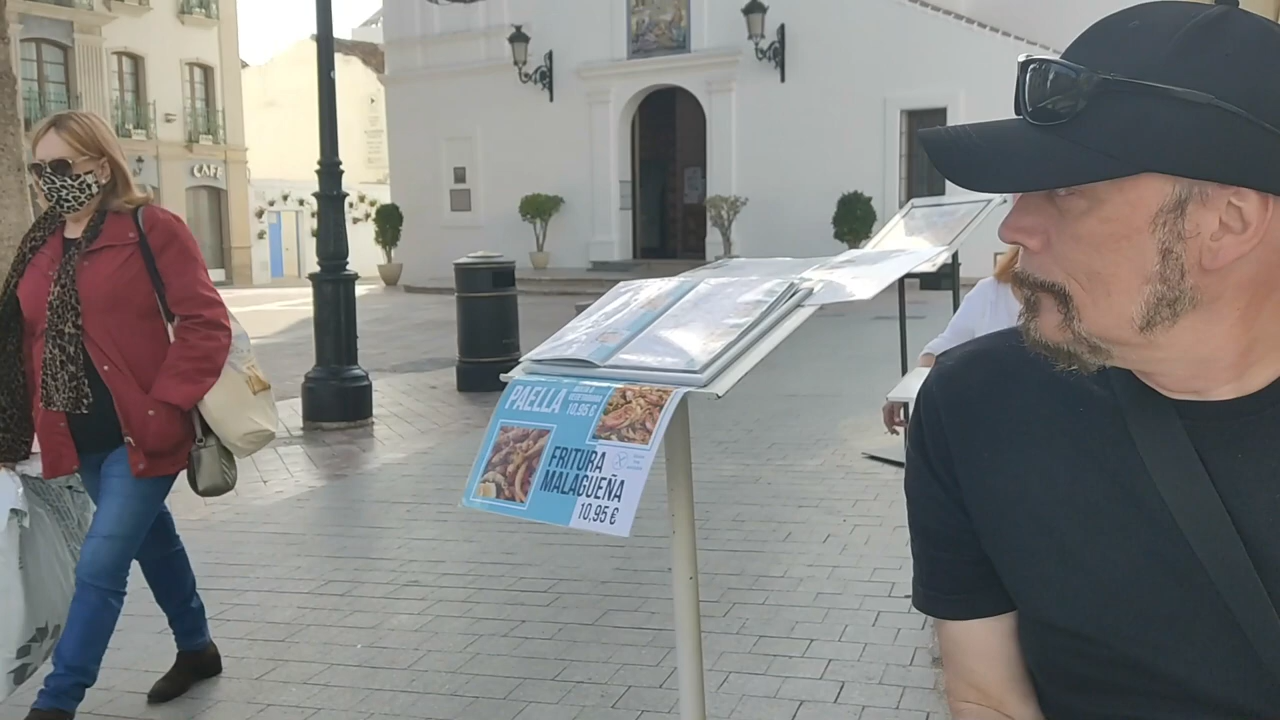 CAFE
PAELLA
10,95 €
FRITURA
MALAGUEÑA
10,95 €